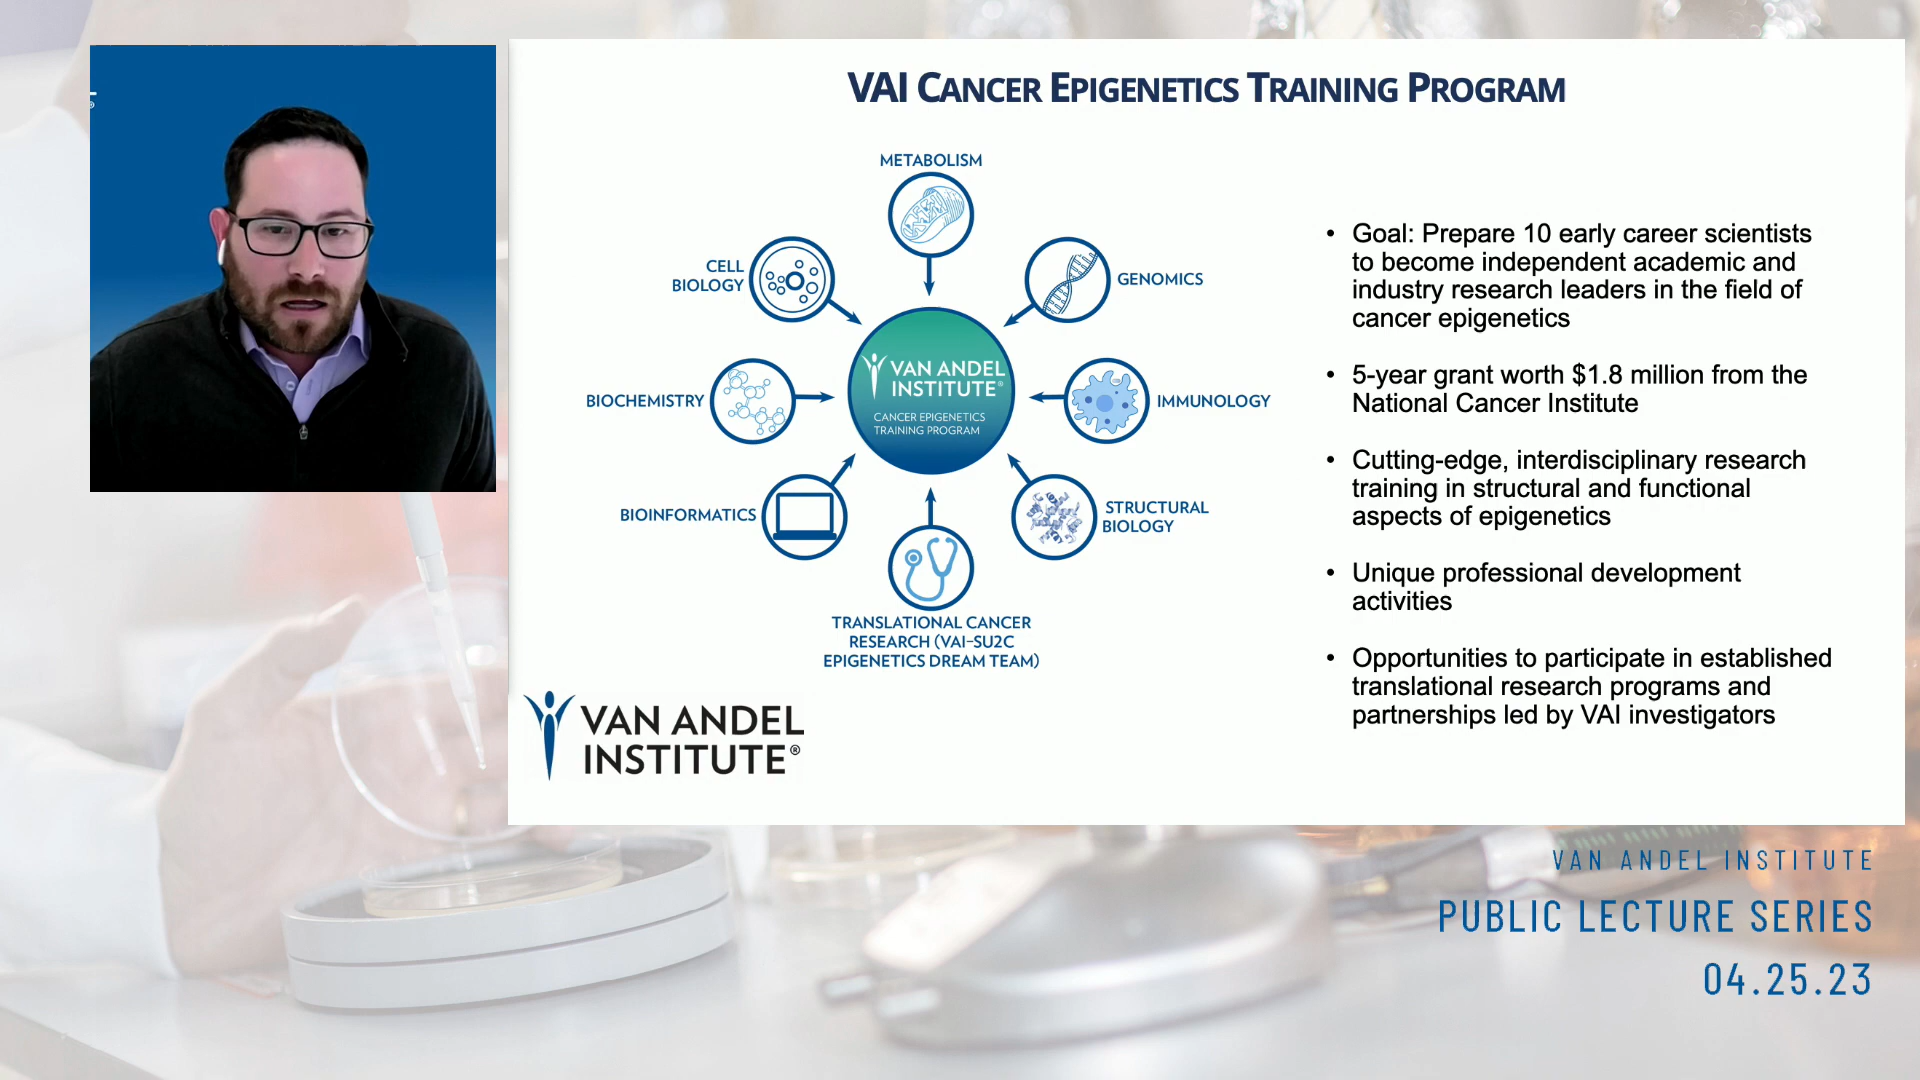 VAI CANCER EPIGENETICS TRAINING PROGRAM
METABOLISM
CELL
BIOLOGY
GENOMICS
BIOCHEMISTRY
VAN ANDEL
INSTITUTE®
CANCER EPIGENETICS
TRAINING PROGRAM
IMMUNOLOGY
BIOINFORMATICS
STRUCTURAL
BIOLOGY
TRANSLATIONAL CANCER
RESEARCH (VAI–SU2C
EPIGENETICS DREAM TEAM)
VAN ANDEL
INSTITUTE®
• Goal: Prepare 10 early career scientists
to become independent academic and
industry research leaders in the field of
cancer epigenetics
• 5-year grant worth $1.8 million from the
National Cancer Institute
• Cutting-edge, interdisciplinary research
training in structural and functional
aspects of epigenetics
• Unique professional development
activities
• Opportunities to participate in established
translational research programs and
partnerships led by VAI investigators
VAN ANDEL INSTITUTE
PUBLIC LECTURE SERIES
04.25.23